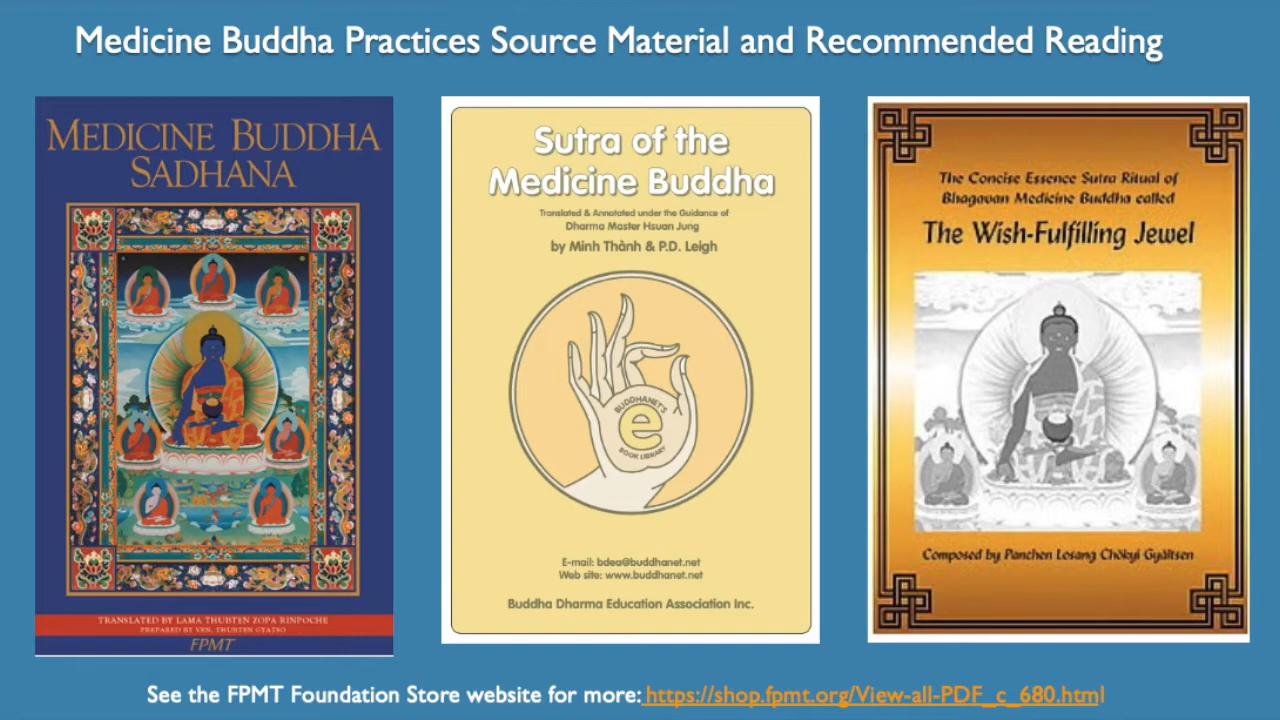 Medicine Buddha Practices Source Material and Recommended Reading
MEDICINE BUDDHA
SADHANA
TRANSLATED BY LAMA THUBTEN ZOPA RINPOCHE
PREPARED BY VEN. THUBTEN GYATSO
FPMT
Sutra of the
Medicine Buddha
Translated & Annotated under the Guidance of
Dharma Master Hsuan Jung
by Minh Thành & P.D. Leigh
BUDDHANET'S
e
BOOK LIBRARY
E-mail: bdea@buddhanet.net
Web site: www.buddhanet.net
Buddha Dharma Education Association Inc.
The Concise Essence Sutra Ritual of
Bhagavan Medicine Buddha called
The Wish-Fulfilling Jewel
Composed by Panchen Losang Chökyi Gyältsen
See the FPMT Foundation Store website for more: https://shop.fpmt.org/View-all-PDF_c_680.html